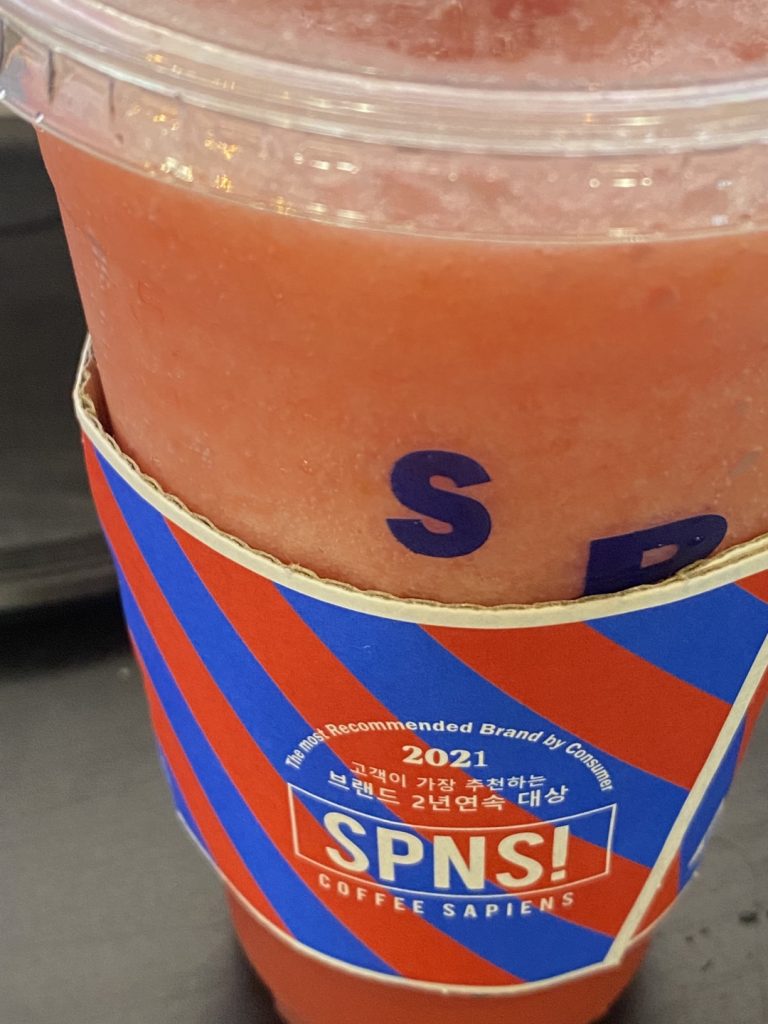 S P
The most Recommended Brand by Consumer
2021
고객이 가장 추천하는
브랜드 2년연속 대상
SPNS!
COFFEE SAPIENS